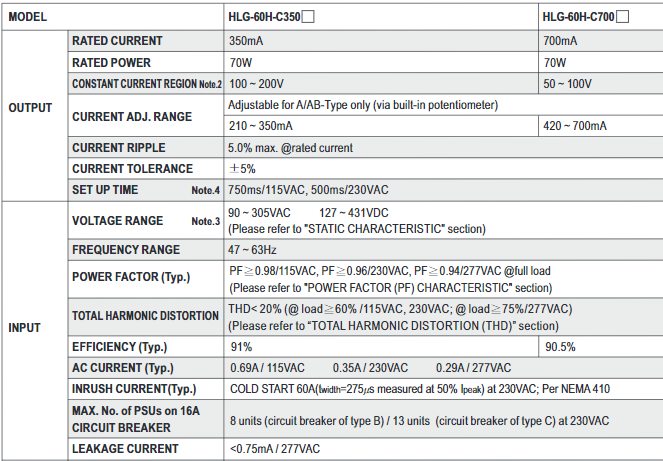 MODEL HLG-60H-C350□ HLG-60H-C700□
OUTPUT
RATED CURRENT 350mA 700mA
RATED POWER 70W 70W
CONSTANT CURRENT REGION Note.2 100 ~ 200V 50 ~ 100V
CURRENT ADJ. RANGE
Adjustable for A/AB-Type only (via built-in potentiometer)
210 ~ 350mA 420 ~ 700mA
CURRENT RIPPLE 5.0% max. @rated current
CURRENT TOLERANCE ±5%
SET UP TIME Note.4 750ms/115VAC, 500ms/230VAC
INPUT
VOLTAGE RANGE Note.3
90 ~ 305VAC 127 ~ 431VDC
(Please refer to "STATIC CHARACTERISTIC" section)
FREQUENCY RANGE 47 ~ 63Hz
POWER FACTOR (Typ.)
PF≧0.98/115VAC, PF≧0.96/230VAC, PF≧0.94/277VAC @full load
(Please refer to "POWER FACTOR (PF) CHARACTERISTIC" section)
TOTAL HARMONIC DISTORTION
THD< 20% (@ load≧60% /115VAC, 230VAC; @ load≧75%/277VAC)
(Please refer to “TOTAL HARMONIC DISTORTION (THD)” section)
EFFICIENCY (Typ.) 91% 90.5%
AC CURRENT (Typ.) 0.69A / 115VAC 0.35A / 230VAC 0.29A / 277VAC
INRUSH CURRENT(Typ.) COLD START 60A(twidth=275μs measured at 50% Ipeak) at 230VAC; Per NEMA 410
MAX. No. of PSUs on 16A
CIRCUIT BREAKER
8 units (circuit breaker of type B) / 13 units (circuit breaker of type C) at 230VAC
LEAKAGE CURRENT <0.75mA / 277VAC